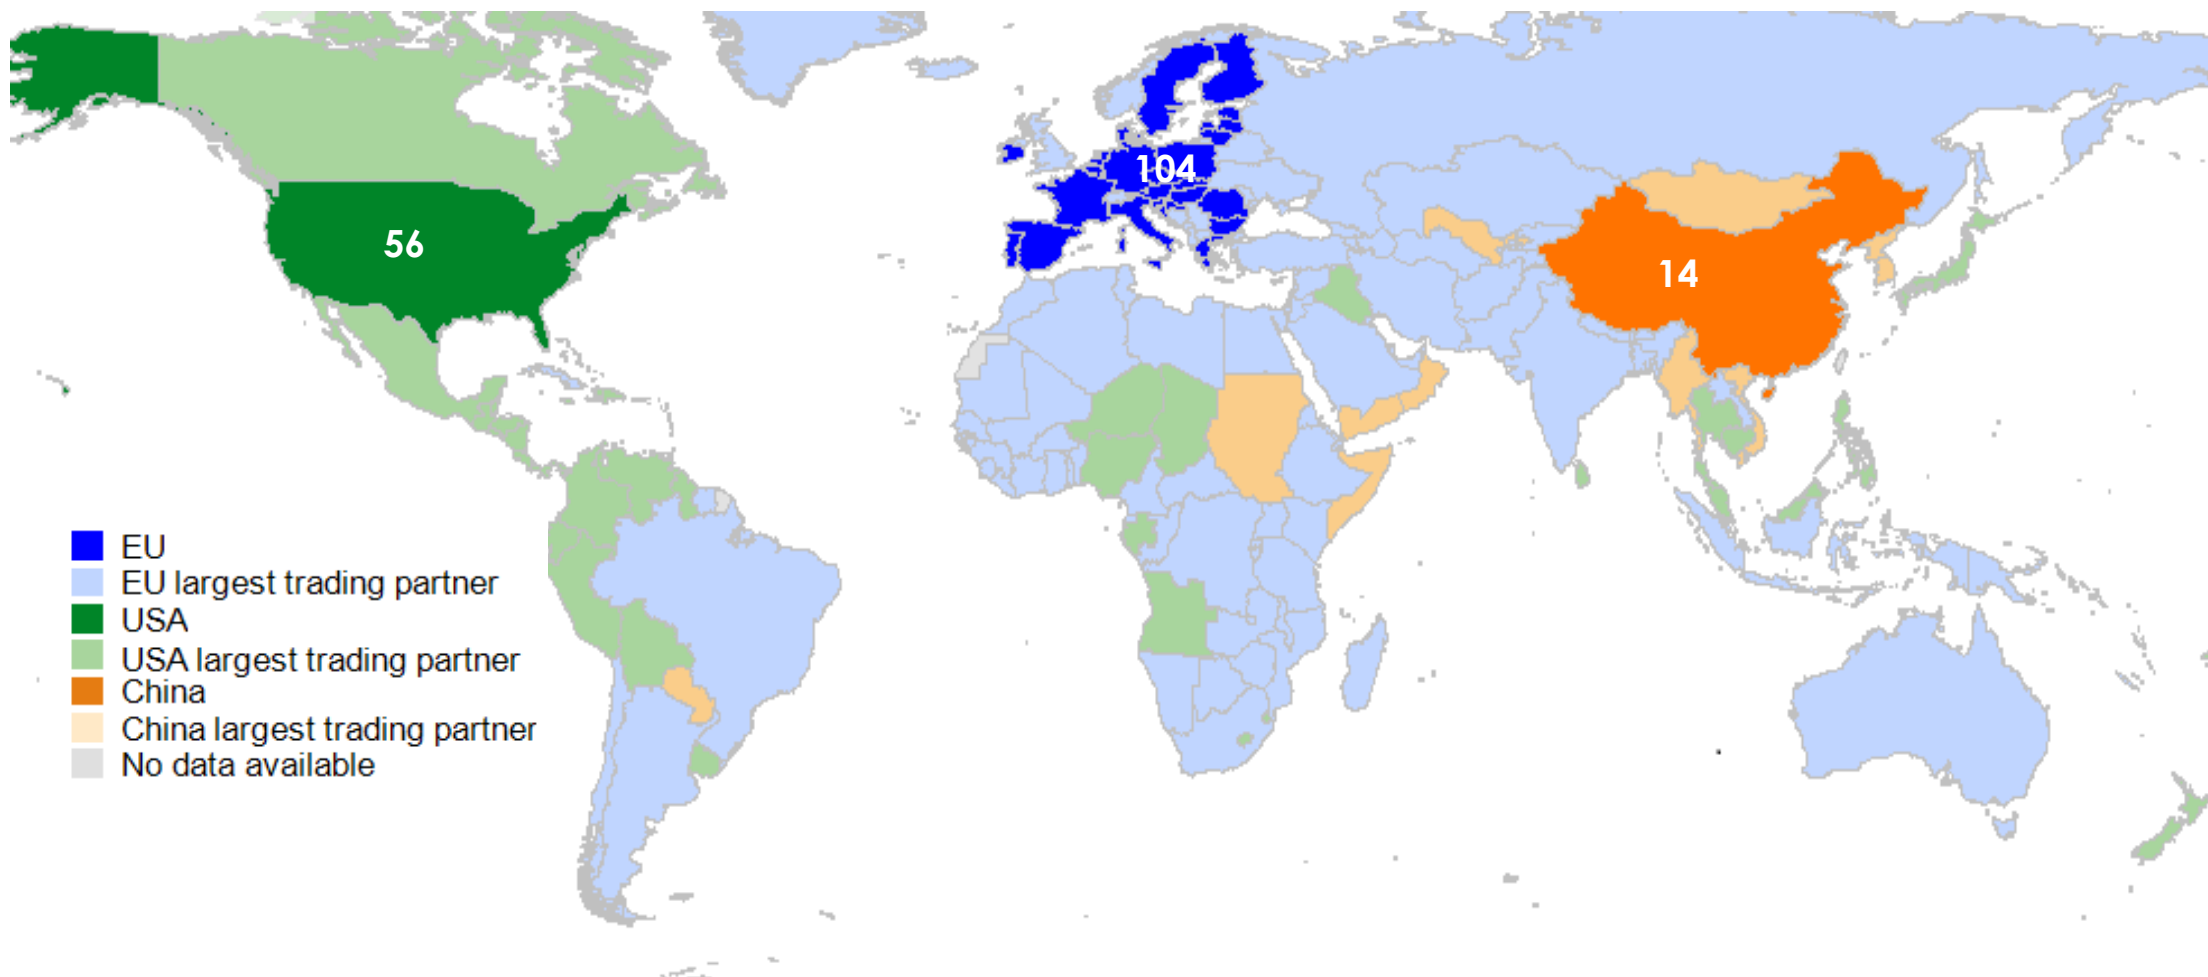 104
56
14
EU
EU largest trading partner
USA
USA largest trading partner
China
China largest trading partner
No data available